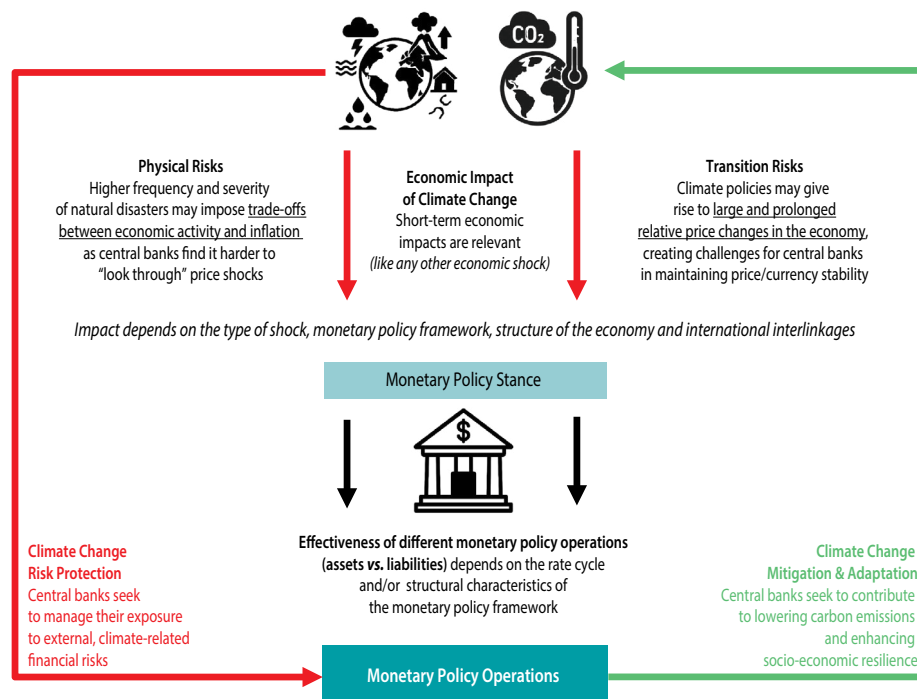 CO₂
Physical Risks
Higher frequency and severity
of natural disasters may impose trade-offs
between economic activity and inflation
as central banks find it harder to
“look through” price shocks
Economic Impact
of Climate Change
Short-term economic
impacts are relevant
(like any other economic shock)
Transition Risks
Climate policies may give
rise to large and prolonged
relative price changes in the economy,
creating challenges for central banks
in maintaining price/currency stability
Impact depends on the type of shock, monetary policy framework, structure of the economy and international interlinkages
Monetary Policy Stance
$
Effectiveness of different monetary policy operations
(assets vs. liabilities) depends on the rate cycle
and/or structural characteristics of
the monetary policy framework
Climate Change
Risk Protection
Central banks seek
to manage their exposure
to external, climate-related
financial risks
Climate Change
Mitigation & Adaptation
Central banks seek to contribute
to lowering carbon emissions
and enhancing
socio-economic resilience
Monetary Policy Operations